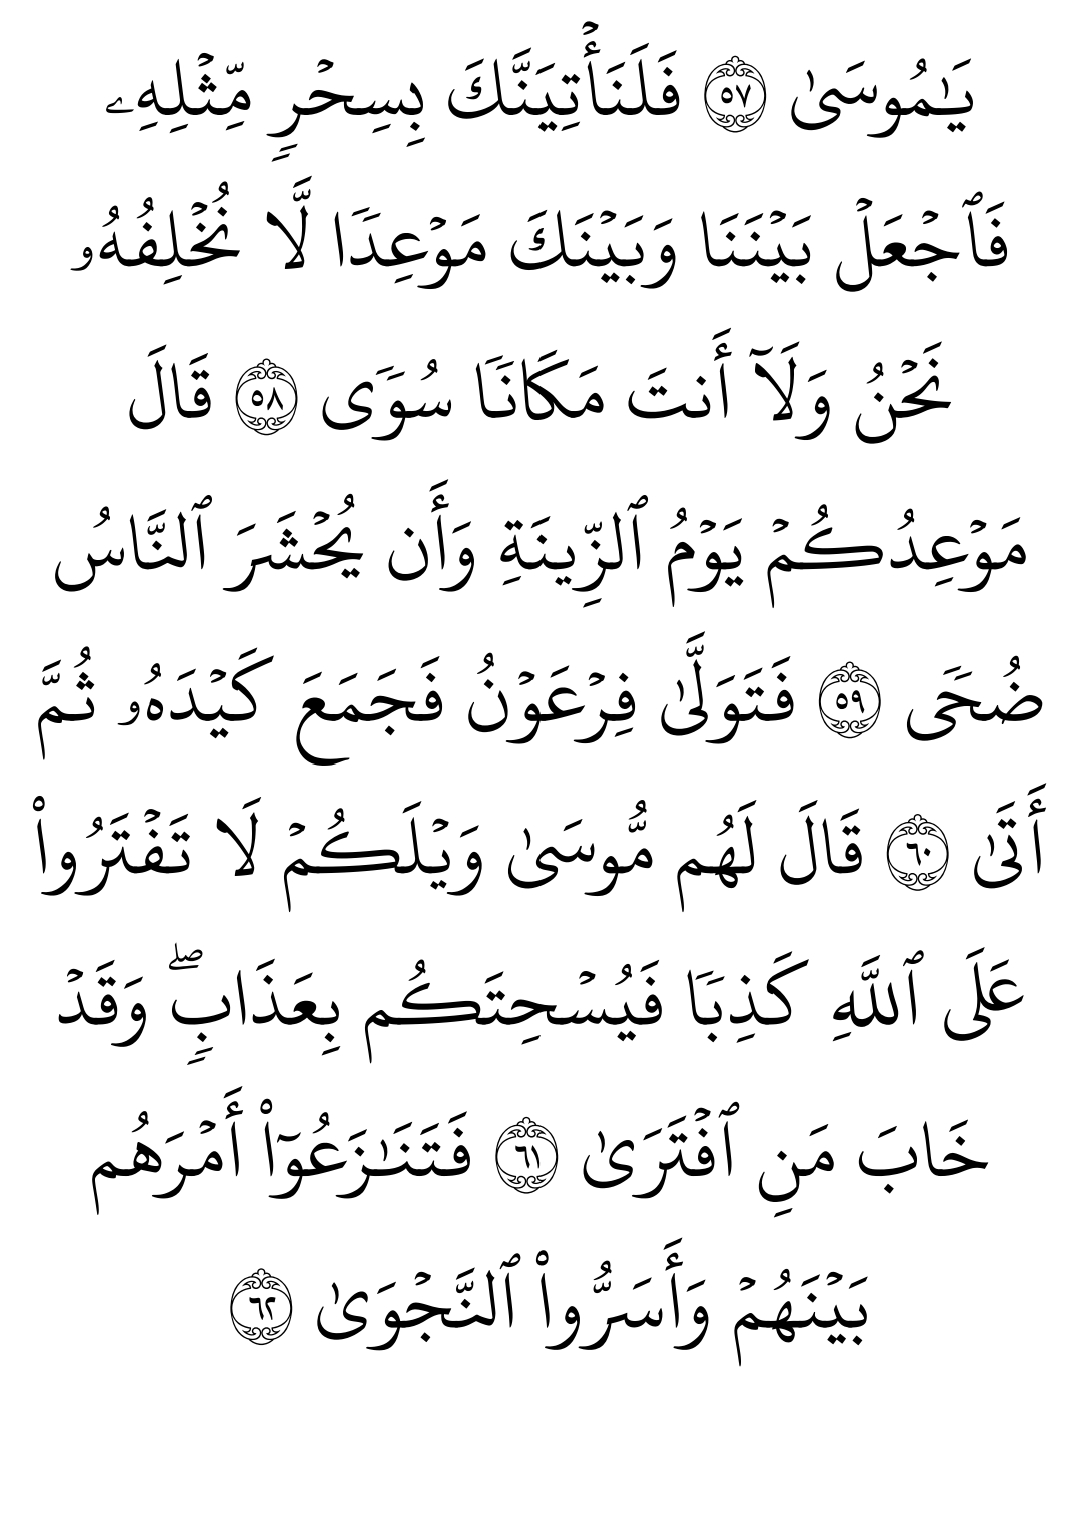 يَـٰمُوسَىٰ ٥٧ فَلَنَأۡتِيَنَّكَ بِسِحۡرٖ مِّثۡلِهِۦ
فَٱجۡعَلۡ بَيۡنَنَا وَبَيۡنَكَ مَوۡعِدٗا لَّا نُخۡلِفُهُۥ
نَحۡنُ وَلَآ أَنتَ مَكَانٗا سُوٗى ٥٨ قَالَ
مَوۡعِدُكُمۡ يَوۡمُ ٱلزِّينَةِ وَأَن يُحۡشَرَ ٱلنَّاسُ
ضُحٗى ٥٩ فَتَوَلَّىٰ فِرۡعَوۡنُ فَجَمَعَ كَيۡدَهُۥ ثُمَّ
أَتَىٰ ٦٠ قَالَ لَهُم مُّوسَىٰ وَيۡلَكُمۡ لَا تَفۡتَرُواْ
عَلَى ٱللَّهِ كَذِبٗا فَيُسۡحِتَكُم بِعَذَابٖۖ وَقَدۡ
خَابَ مَنِ ٱفۡتَرَىٰ ٦١ فَتَنَـٰزَعُوٓاْ أَمۡرَهُم
بَيۡنَهُمۡ وَأَسَرُّواْ ٱلنَّجۡوَىٰ ٦٢